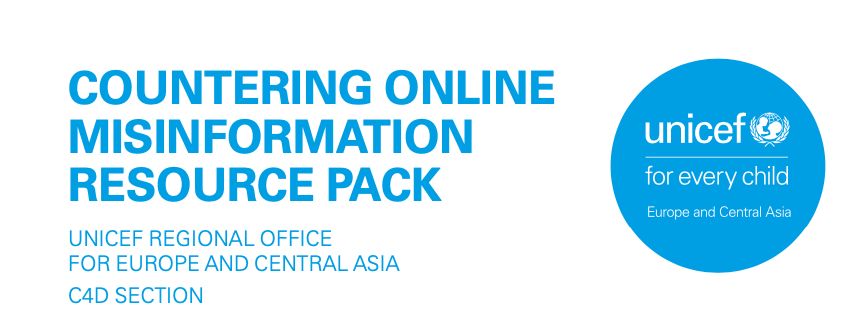 COUNTERING ONLINE
MISINFORMATION
RESOURCE PACK
UNICEF REGIONAL OFFICE
FOR EUROPE AND CENTRAL ASIA
C4D SECTION
unicef
for every child
Europe and Central Asia